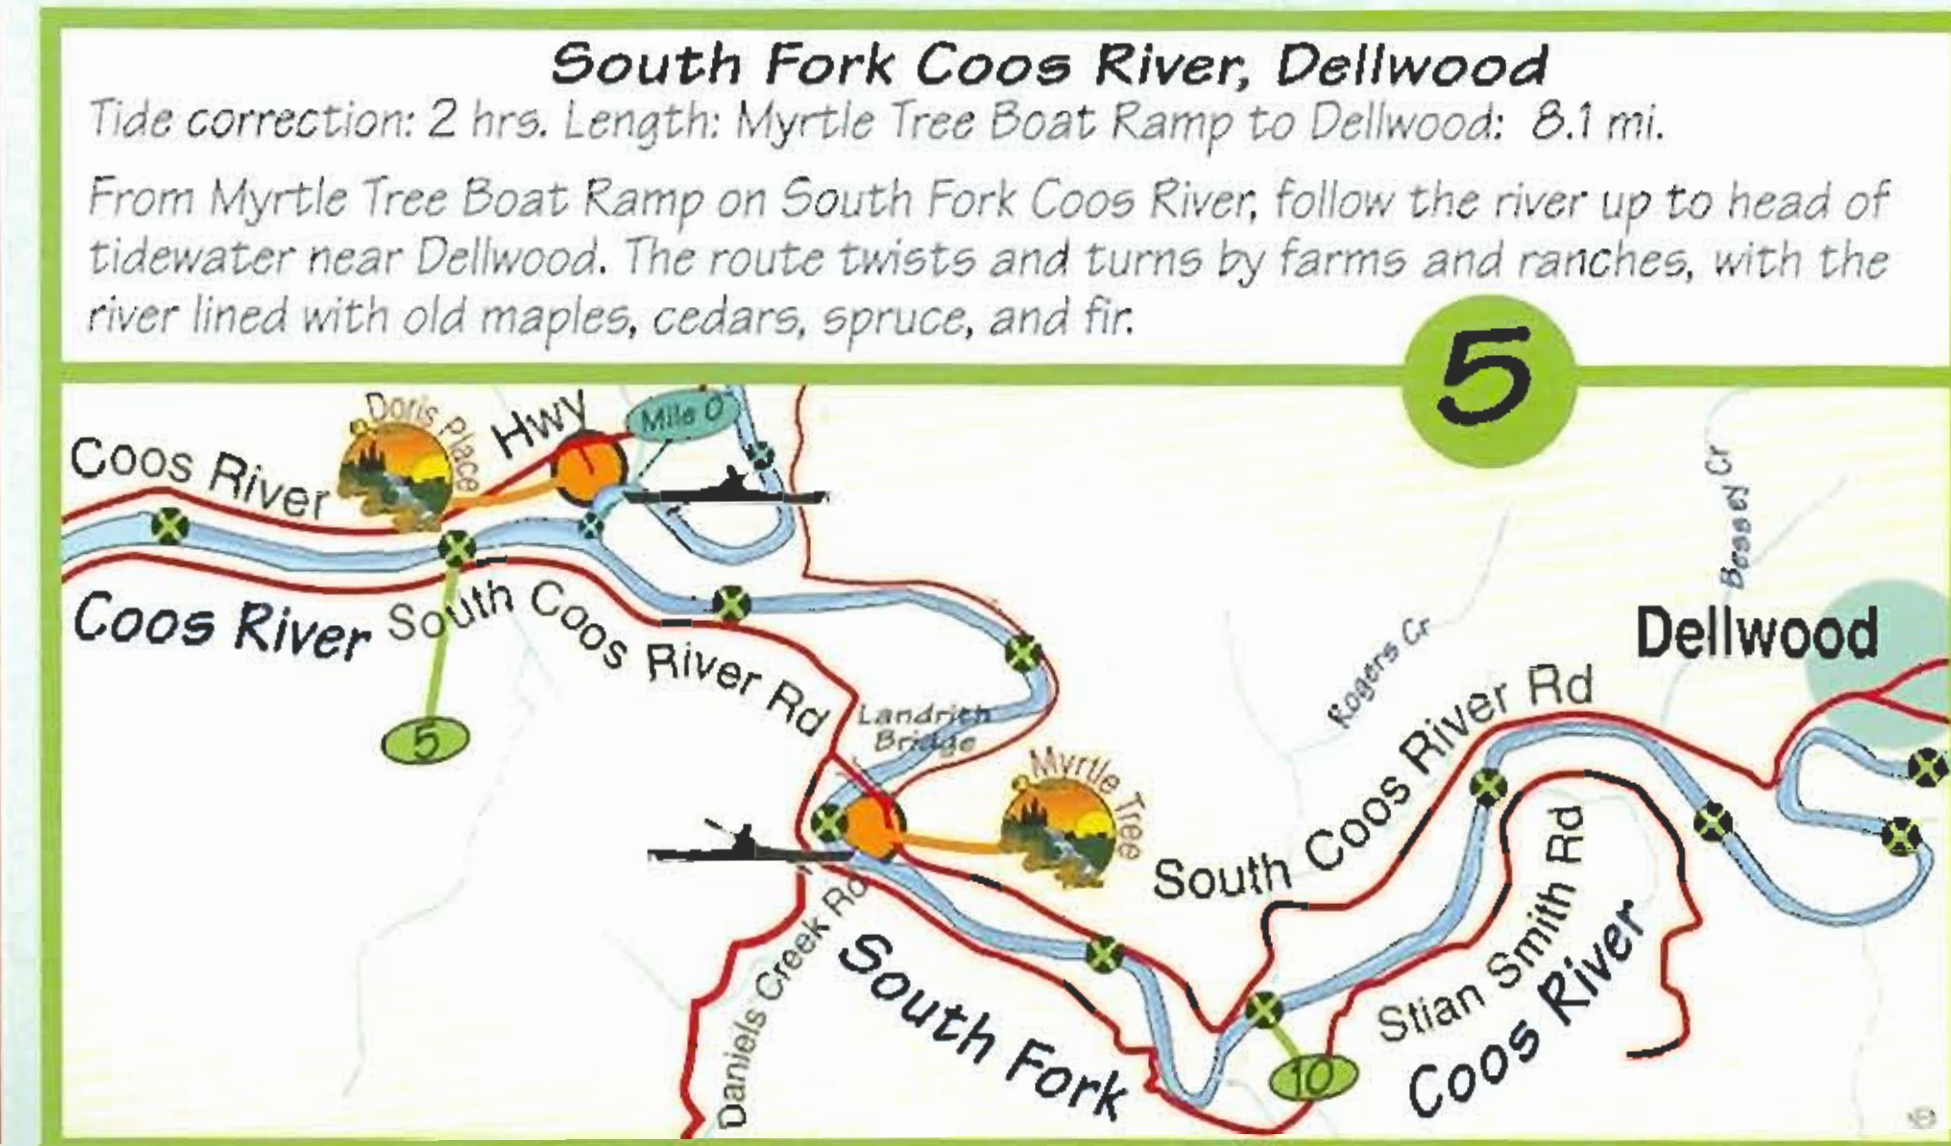 South Fork Coos River, Dellwood
Tide correction: 2 hrs. Length: Myrtle Tree Boat Ramp to Dellwood: 8.1 mi.
From Myrtle Tree Boat Ramp on South Fork Coos River, follow the river up to head of
tidewater near Dellwood. The route twists and turns by farms and ranches, with the
river lined with old maples, cedars, spruce, and fir.
5
Doris Place
Hwy
Mile 0
Coos River
Bessey Cr
Coos River
South Coos River Rd
Dellwood
Rogers Cr
5
Landrith
Bridge
Myrtle Tree
South Coos River Rd
Daniels Creek Rd
Stian Smith Rd
South Fork
Coos River
10